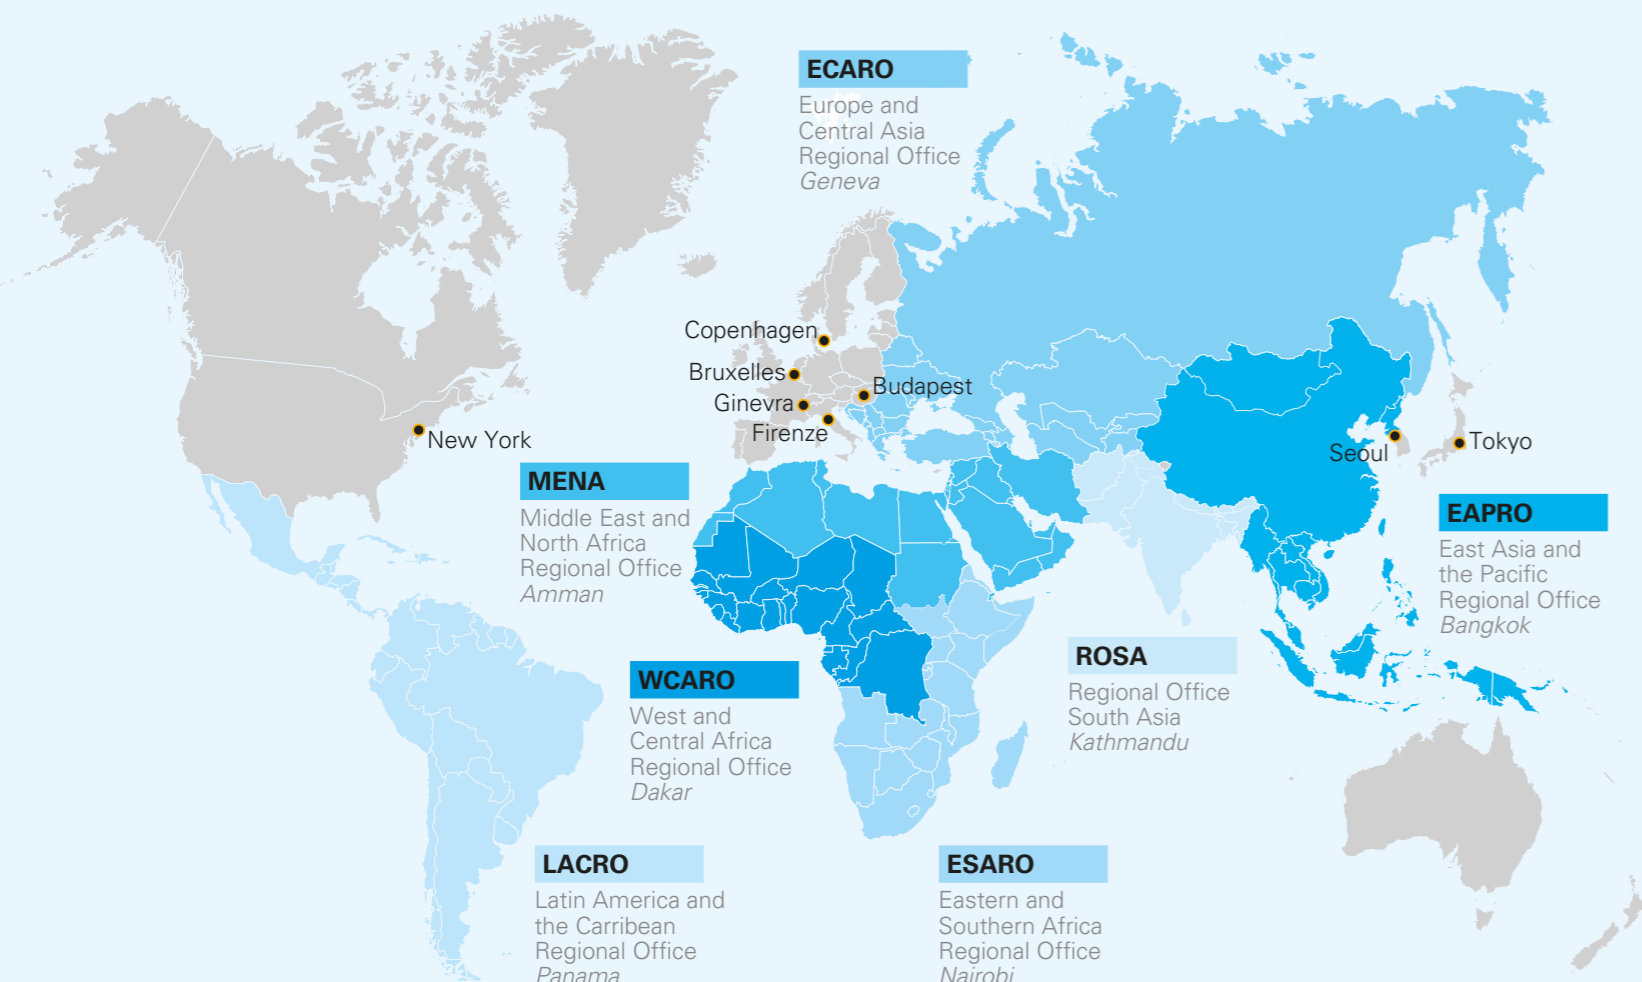 ECARO
Europe and
Central Asia
Regional Office
Geneva
Copenhagen
Bruxelles
Budapest
Ginevra
Firenze
New York
Seoul
Tokyo
MENA
Middle East and
North Africa
Regional Office
Amman
EAPRO
East Asia and
the Pacific
Regional Office
Bangkok
ROSA
Regional Office
South Asia
Kathmandu
WCARO
West and
Central Africa
Regional Office
Dakar
LACRO
Latin America and
the Carribean
Regional Office
Panama
ESARO
Eastern and
Southern Africa
Regional Office
Nairobi